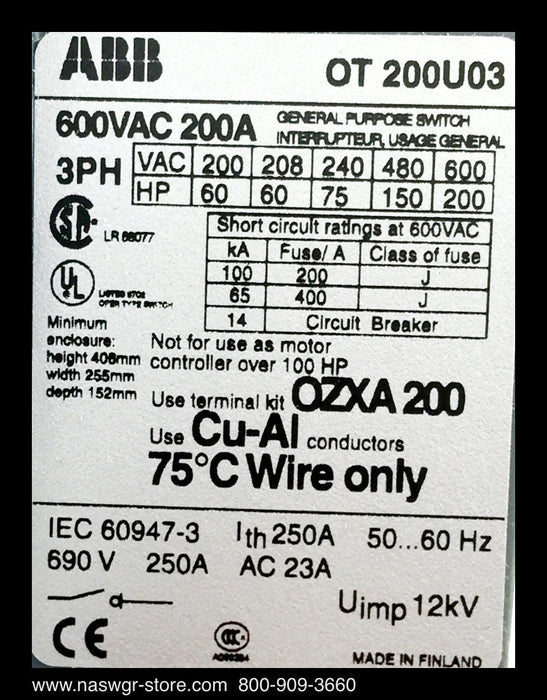 ABB
OT 200U03
600VAC 200A
GENERAL PURPOSE SWITCH
INTERRUPTEUR, USAGE GENERAL
3PH
VAC 200 208 240 480 600
HP 60 60 75 150 200
LR 68077
Short circuit ratings at 600VAC
kA Fuse/ A Class of fuse
100 200 J
65 400 J
14 Circuit Breaker
UL
OPEN TYPE SWITCH
Minimum
enclosure:
height 406mm
width 255mm
depth 152mm
Not for use as motor
controller over 100 HP
Use terminal kit OZXA 200
Use Cu-Al conductors
75°C Wire only
IEC 60947-3 Ith 250A 50...60 Hz
690 V 250A AC 23A
Uimp 12kV
CE
MADE IN FINLAND
www.naswgr-store.com 800-909-3660